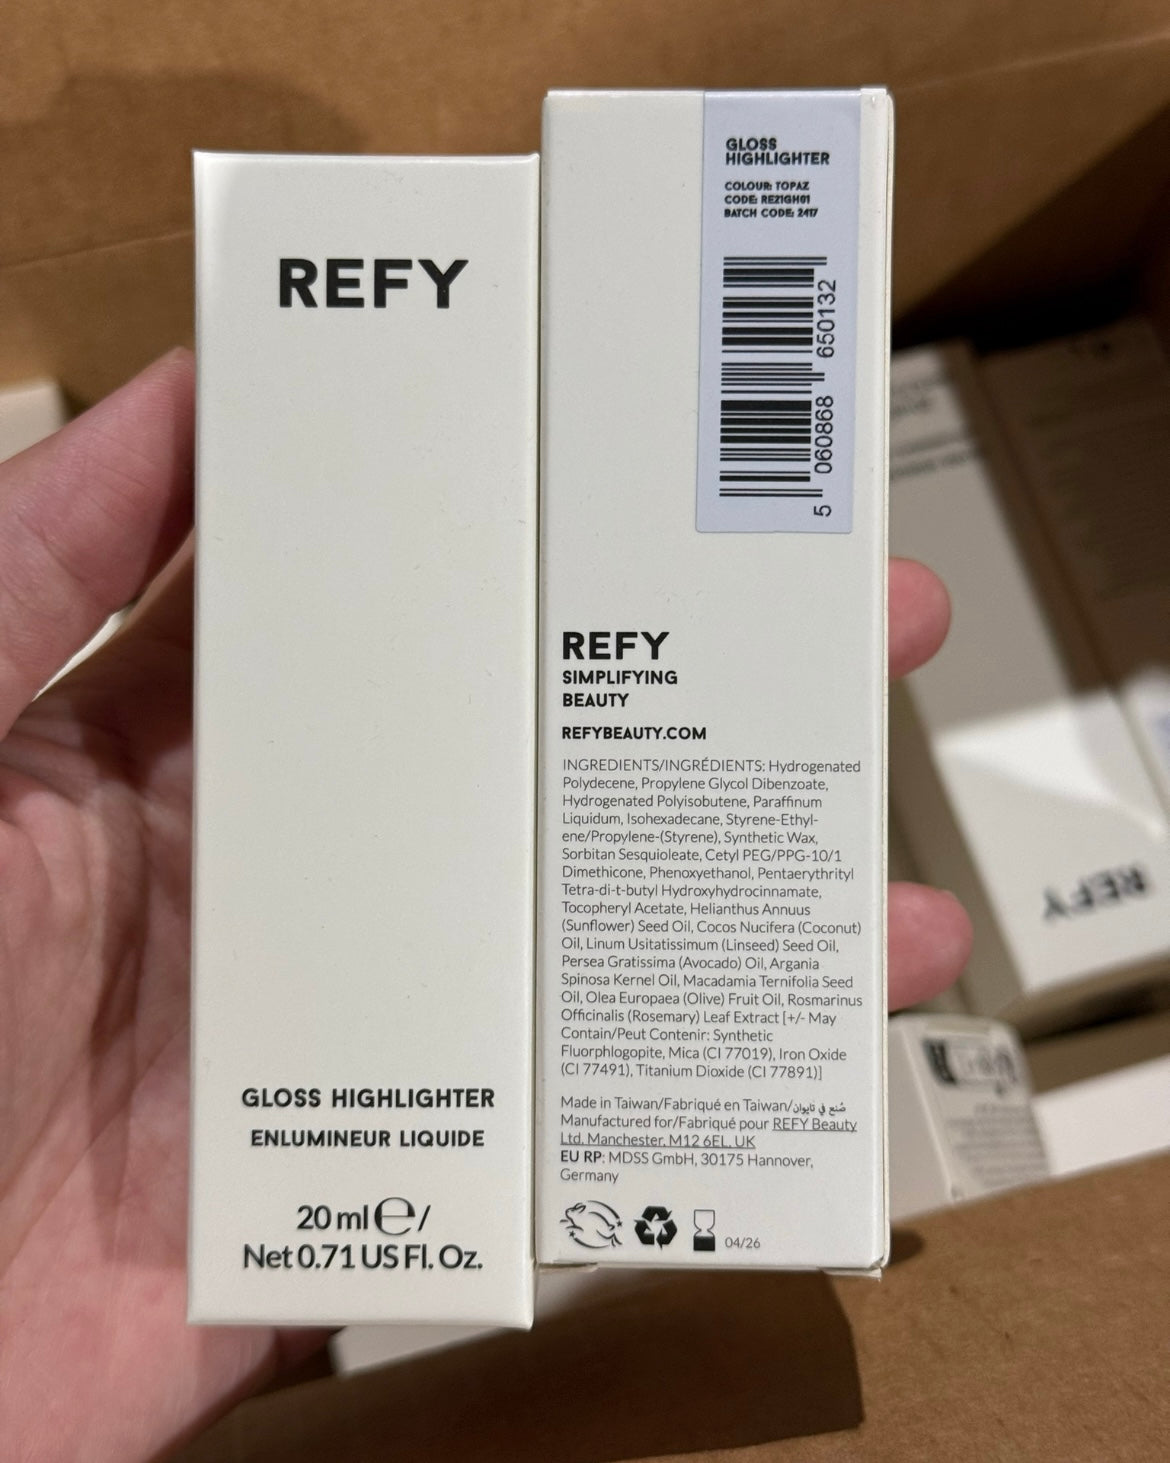 REFY
GLOSS HIGHLIGHTER
ENLUMINEUR LIQUIDE
20 ml ℮/
Net 0.71 US Fl. Oz.
GLOSS
HIGHLIGHTER
COLOUR: TOPAZ
CODE: RE21GH01
BATCH CODE: 2417
5 060868 650132
REFY
SIMPLIFYING
BEAUTY
REFYBEAUTY.COM
INGREDIENTS/INGRÉDIENTS: Hydrogenated
Polydecene, Propylene Glycol Dibenzoate,
Hydrogenated Polyisobutene, Paraffinum
Liquidum, Isohexadecane, Styrene-Ethyl-
ene/Propylene-(Styrene), Synthetic Wax,
Sorbitan Sesquioleate, Cetyl PEG/PPG-10/1
Dimethicone, Phenoxyethanol, Pentaerythrityl
Tetra-di-t-butyl Hydroxyhydrocinnamate,
Tocopheryl Acetate, Helianthus Annuus
(Sunflower) Seed Oil, Cocos Nucifera (Coconut)
Oil, Linum Usitatissimum (Linseed) Seed Oil,
Persea Gratissima (Avocado) Oil, Argania
Spinosa Kernel Oil, Macadamia Ternifolia Seed
Oil, Olea Europaea (Olive) Fruit Oil, Rosmarinus
Officinalis (Rosemary) Leaf Extract [+/- May
Contain/Peut Contenir: Synthetic
Fluorphlogopite, Mica (CI 77019), Iron Oxide
(CI 77491), Titanium Dioxide (CI 77891)]
Made in Taiwan/Fabriqué en Taiwan/صُنع في تايوان
Manufactured for/Fabriqué pour REFY Beauty
Ltd. Manchester, M12 6EL, UK
EU RP: MDSS GmbH, 30175 Hannover,
Germany
04/26
REFY